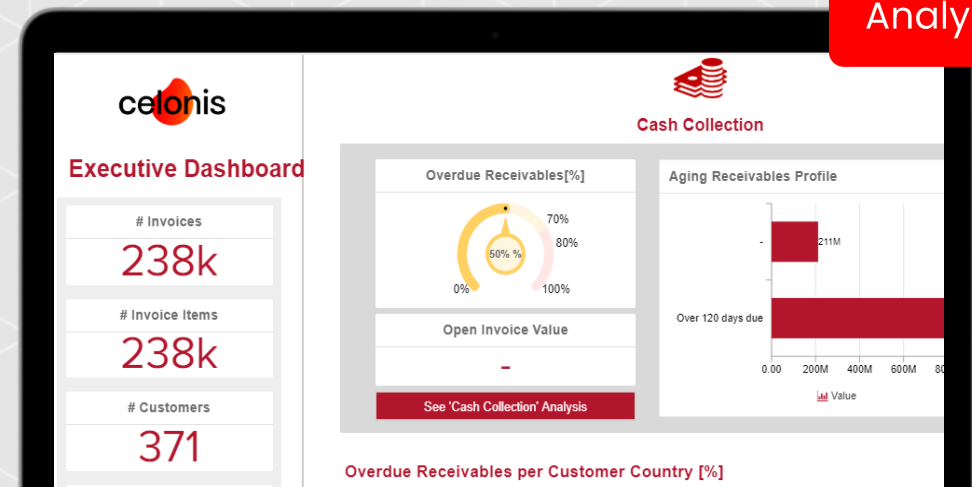 Analy
celonis
Executive Dashboard
# Invoices
238k
# Invoice Items
238k
# Customers
371
Cash Collection
Overdue Receivables[%]
70%
80%
50% %
0%
100%
Open Invoice Value
-
See 'Cash Collection' Analysis
Aging Receivables Profile
-
211M
Over 120 days due
0.00 200M 400M 600M 80
Value
Overdue Receivables per Customer Country [%]